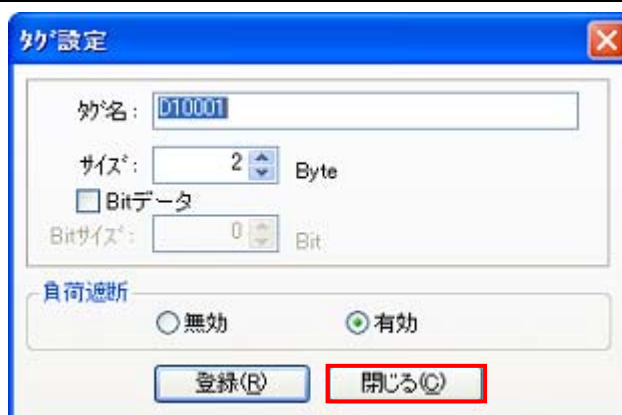 ﾀｸﾞ設定
ﾀｸﾞ名： D10001
ｻｲｽﾞ： 2 Byte
Bitデータ
Bitｻｲｽﾞ： 0 Bit
負荷遮断
無効 有効
登録(R) 閉じる(C)